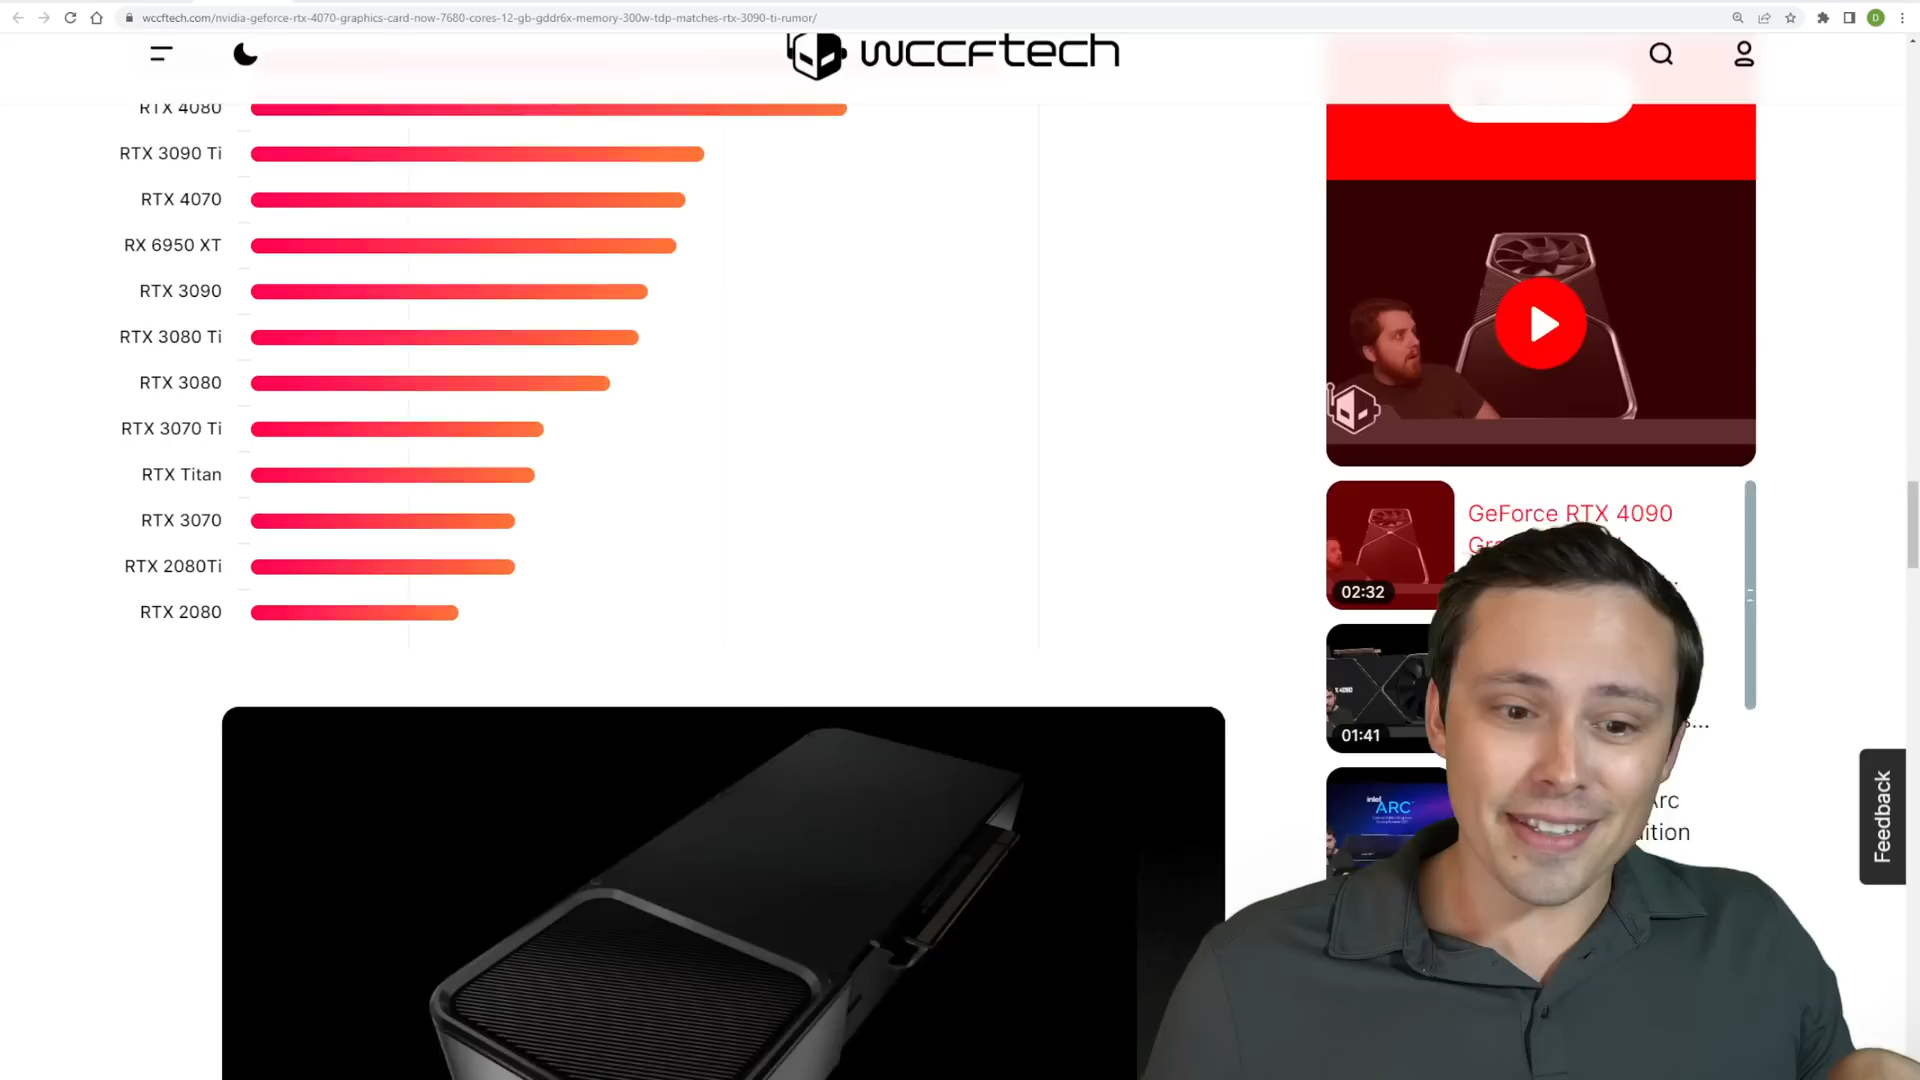 wccftech.com/nvidia-geforce-rtx-4070-graphics-card-now-7680-cores-12-gb-gddr6x-memory-300w-tdp-matches-rtx-3090-ti-rumor/
D
wccftech
RTX 4080
RTX 3090 Ti
RTX 4070
RX 6950 XT
RTX 3090
RTX 3080 Ti
RTX 3080
RTX 3070 Ti
RTX Titan
RTX 3070
RTX 2080Ti
RTX 2080
GeForce RTX 4090
02:32
01:41
intel
ARC
Feedback